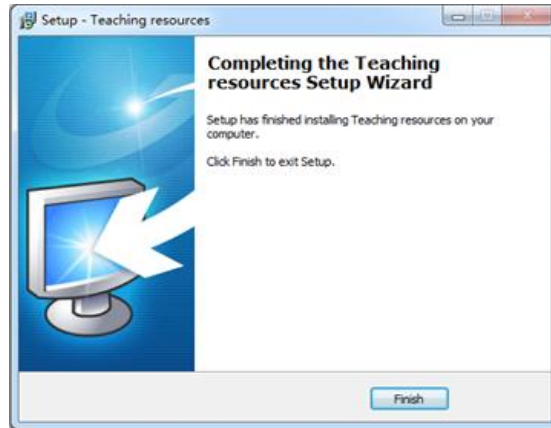 Setup - Teaching resources
Completing the Teaching
resources Setup Wizard
Setup has finished installing Teaching resources on your
computer.
Click Finish to exit Setup.
Finish